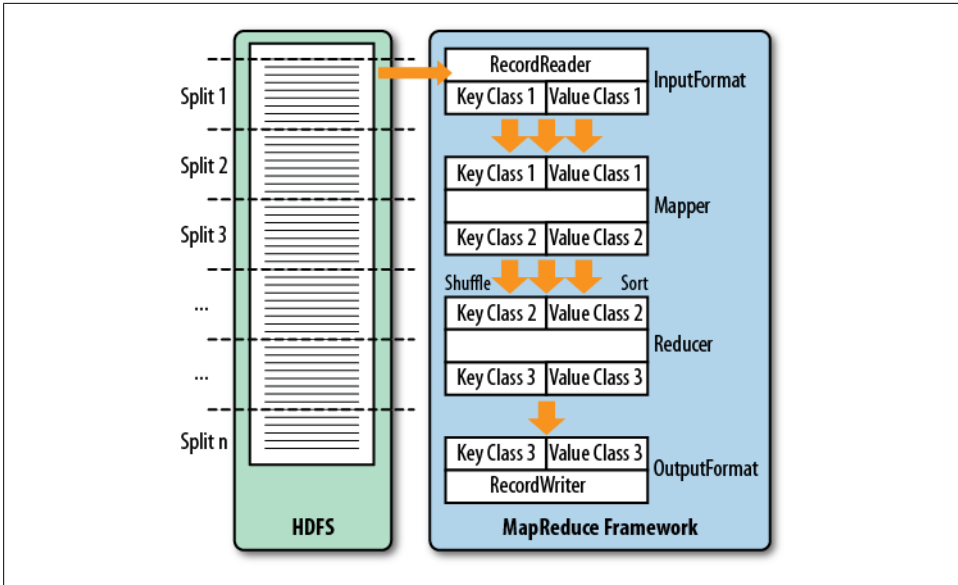 Split 1
Split 2
Split 3
...
...
Split n
HDFS
RecordReader
Key Class 1 Value Class 1
InputFormat
Key Class 1 Value Class 1
Mapper
Key Class 2 Value Class 2
Shuffle Sort
Key Class 2 Value Class 2
Reducer
Key Class 3 Value Class 3
Key Class 3 Value Class 3
OutputFormat
RecordWriter
MapReduce Framework